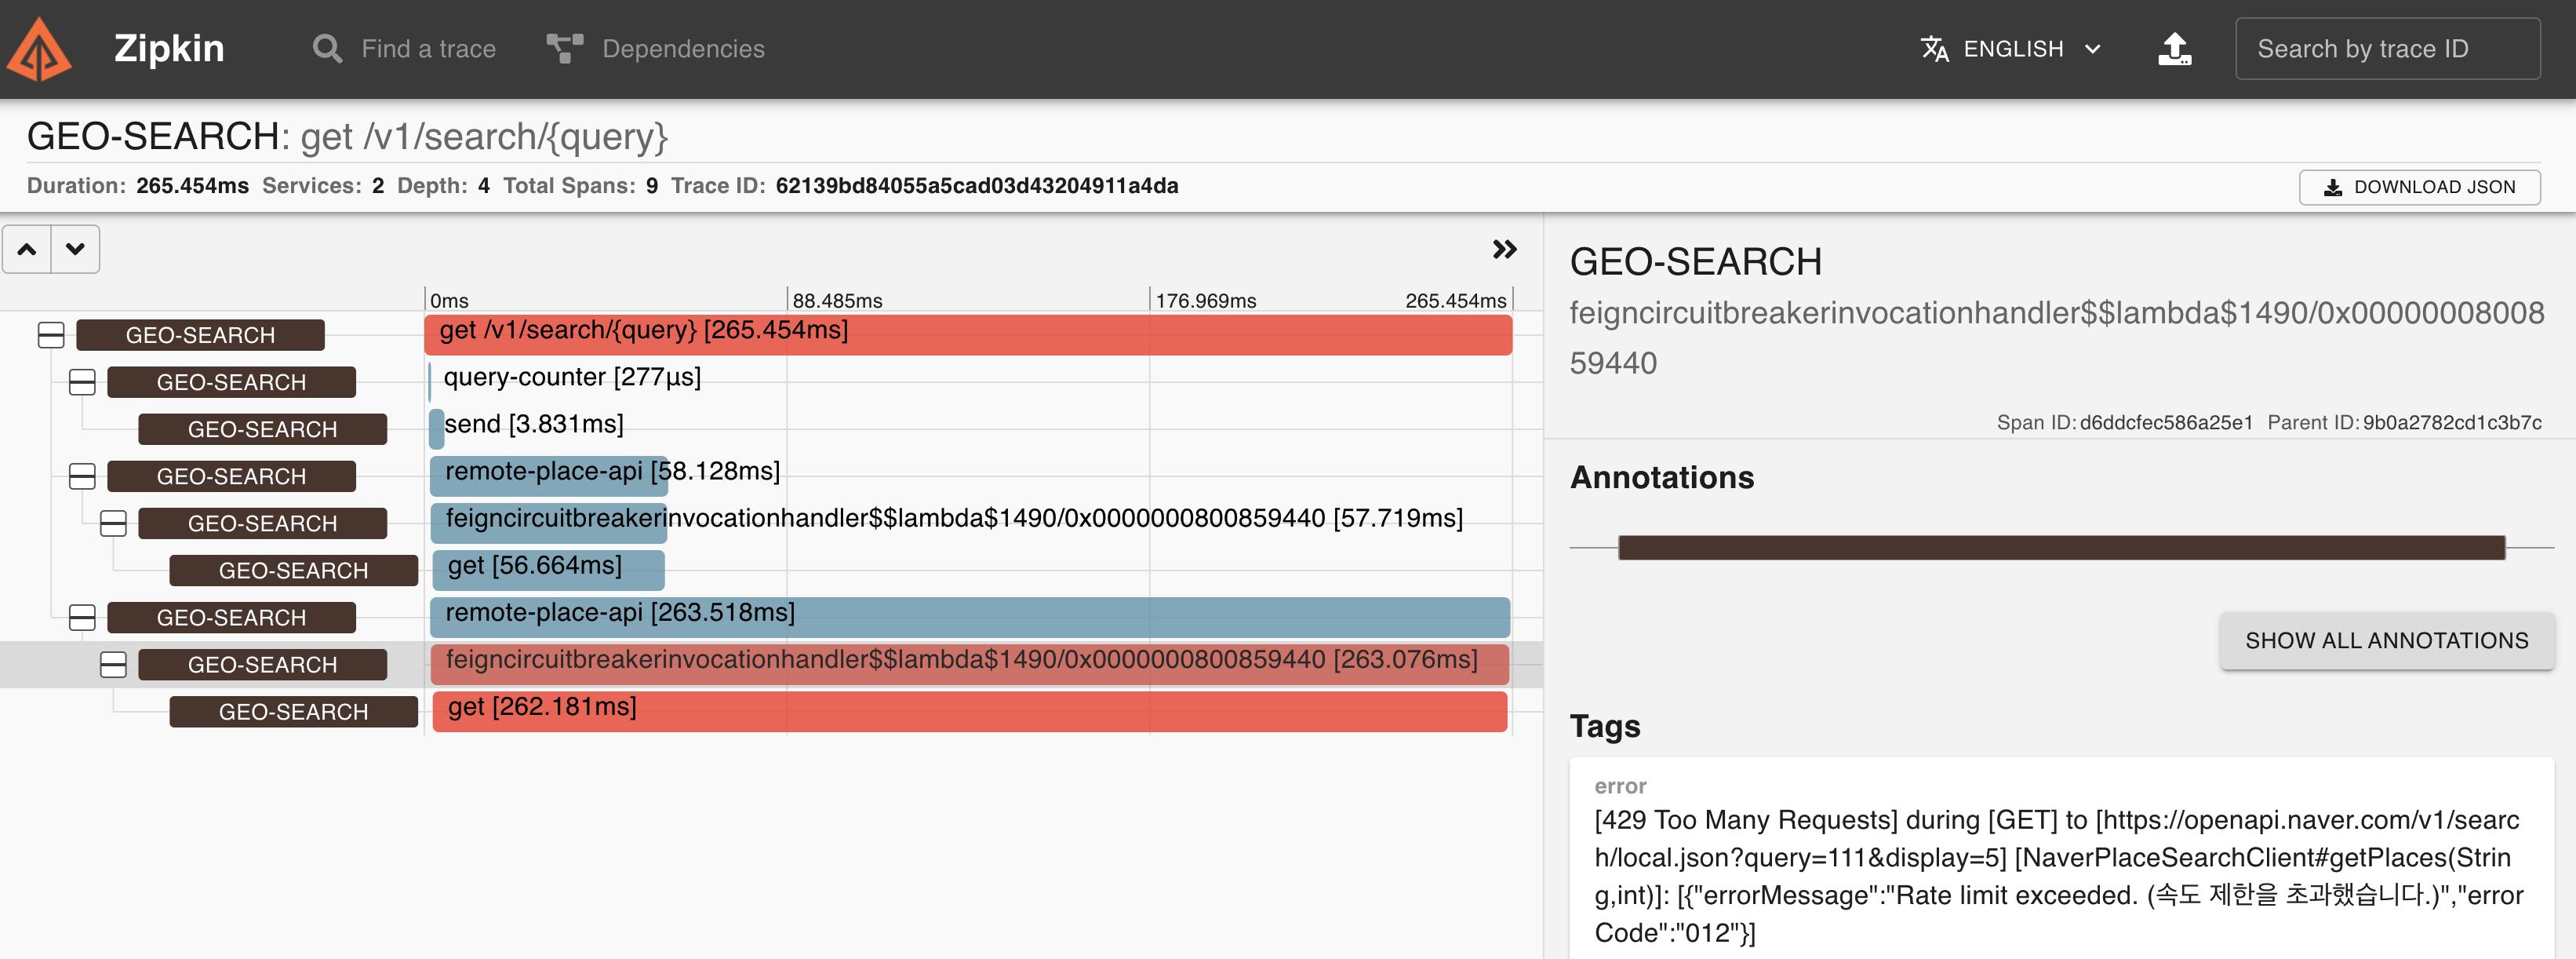 Zipkin
Find a trace
Dependencies
ENGLISH
Search by trace ID
GEO-SEARCH: get /v1/search/{query}
Duration: 265.454ms Services: 2 Depth: 4 Total Spans: 9 Trace ID: 62139bd84055a5cad03d43204911a4da
DOWNLOAD JSON
0ms 88.485ms 176.969ms 265.454ms
GEO-SEARCH get /v1/search/{query} [265.454ms]
GEO-SEARCH query-counter [277μs]
GEO-SEARCH send [3.831ms]
GEO-SEARCH remote-place-api [58.128ms]
GEO-SEARCH feigncircuitbreakerinvocationhandler$$lambda$1490/0x0000000800859440 [57.719ms]
GEO-SEARCH get [56.664ms]
GEO-SEARCH remote-place-api [263.518ms]
GEO-SEARCH feigncircuitbreakerinvocationhandler$$lambda$1490/0x0000000800859440 [263.076ms]
GEO-SEARCH get [262.181ms]
GEO-SEARCH
feigncircuitbreakerinvocationhandler$$lambda$1490/0x00000008008
59440
Span ID: d6ddcfec586a25e1 Parent ID: 9b0a2782cd1c3b7c
Annotations
SHOW ALL ANNOTATIONS
Tags
error
[429 Too Many Requests] during [GET] to [https://openapi.naver.com/v1/searc
h/local.json?query=111&display=5] [NaverPlaceSearchClient#getPlaces(Strin
g,int)]: [{"errorMessage":"Rate limit exceeded. (속도 제한을 초과했습니다.)","error
Code":"012"}]